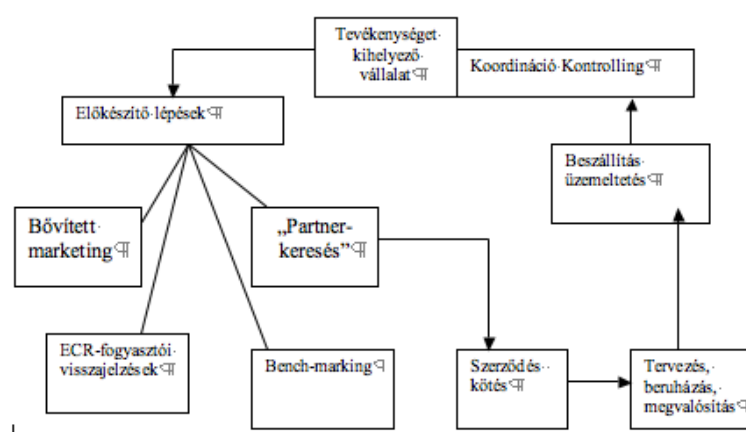 Tevékenységet
kihelyező
vállalat¶
Koordináció Kontrolling¶
Előkészítő lépések¶
Beszállítás
üzemeltetés¶
Bővített
marketing¶
„Partner-
keresés”¶
ECR-fogyasztói
visszajelzések¶
Bench-marking¶
Szerződés
kötés¶
Tervezés,
beruházás,
megvalósítás¶